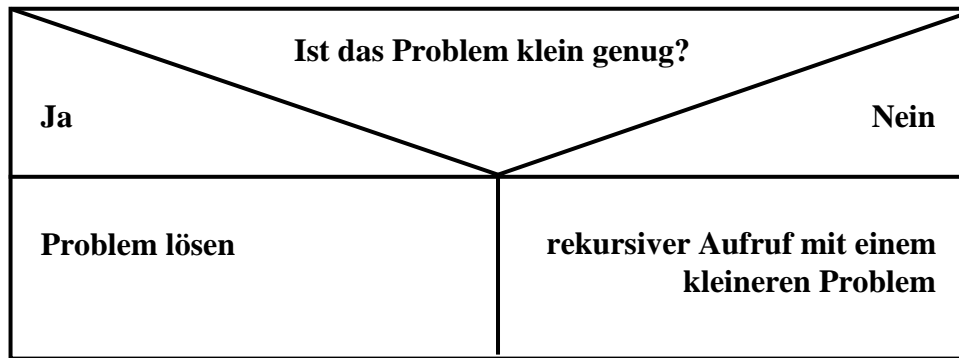 Ist das Problem klein genug?
Ja
Nein
Problem lösen
rekursiver Aufruf mit einem
kleineren Problem